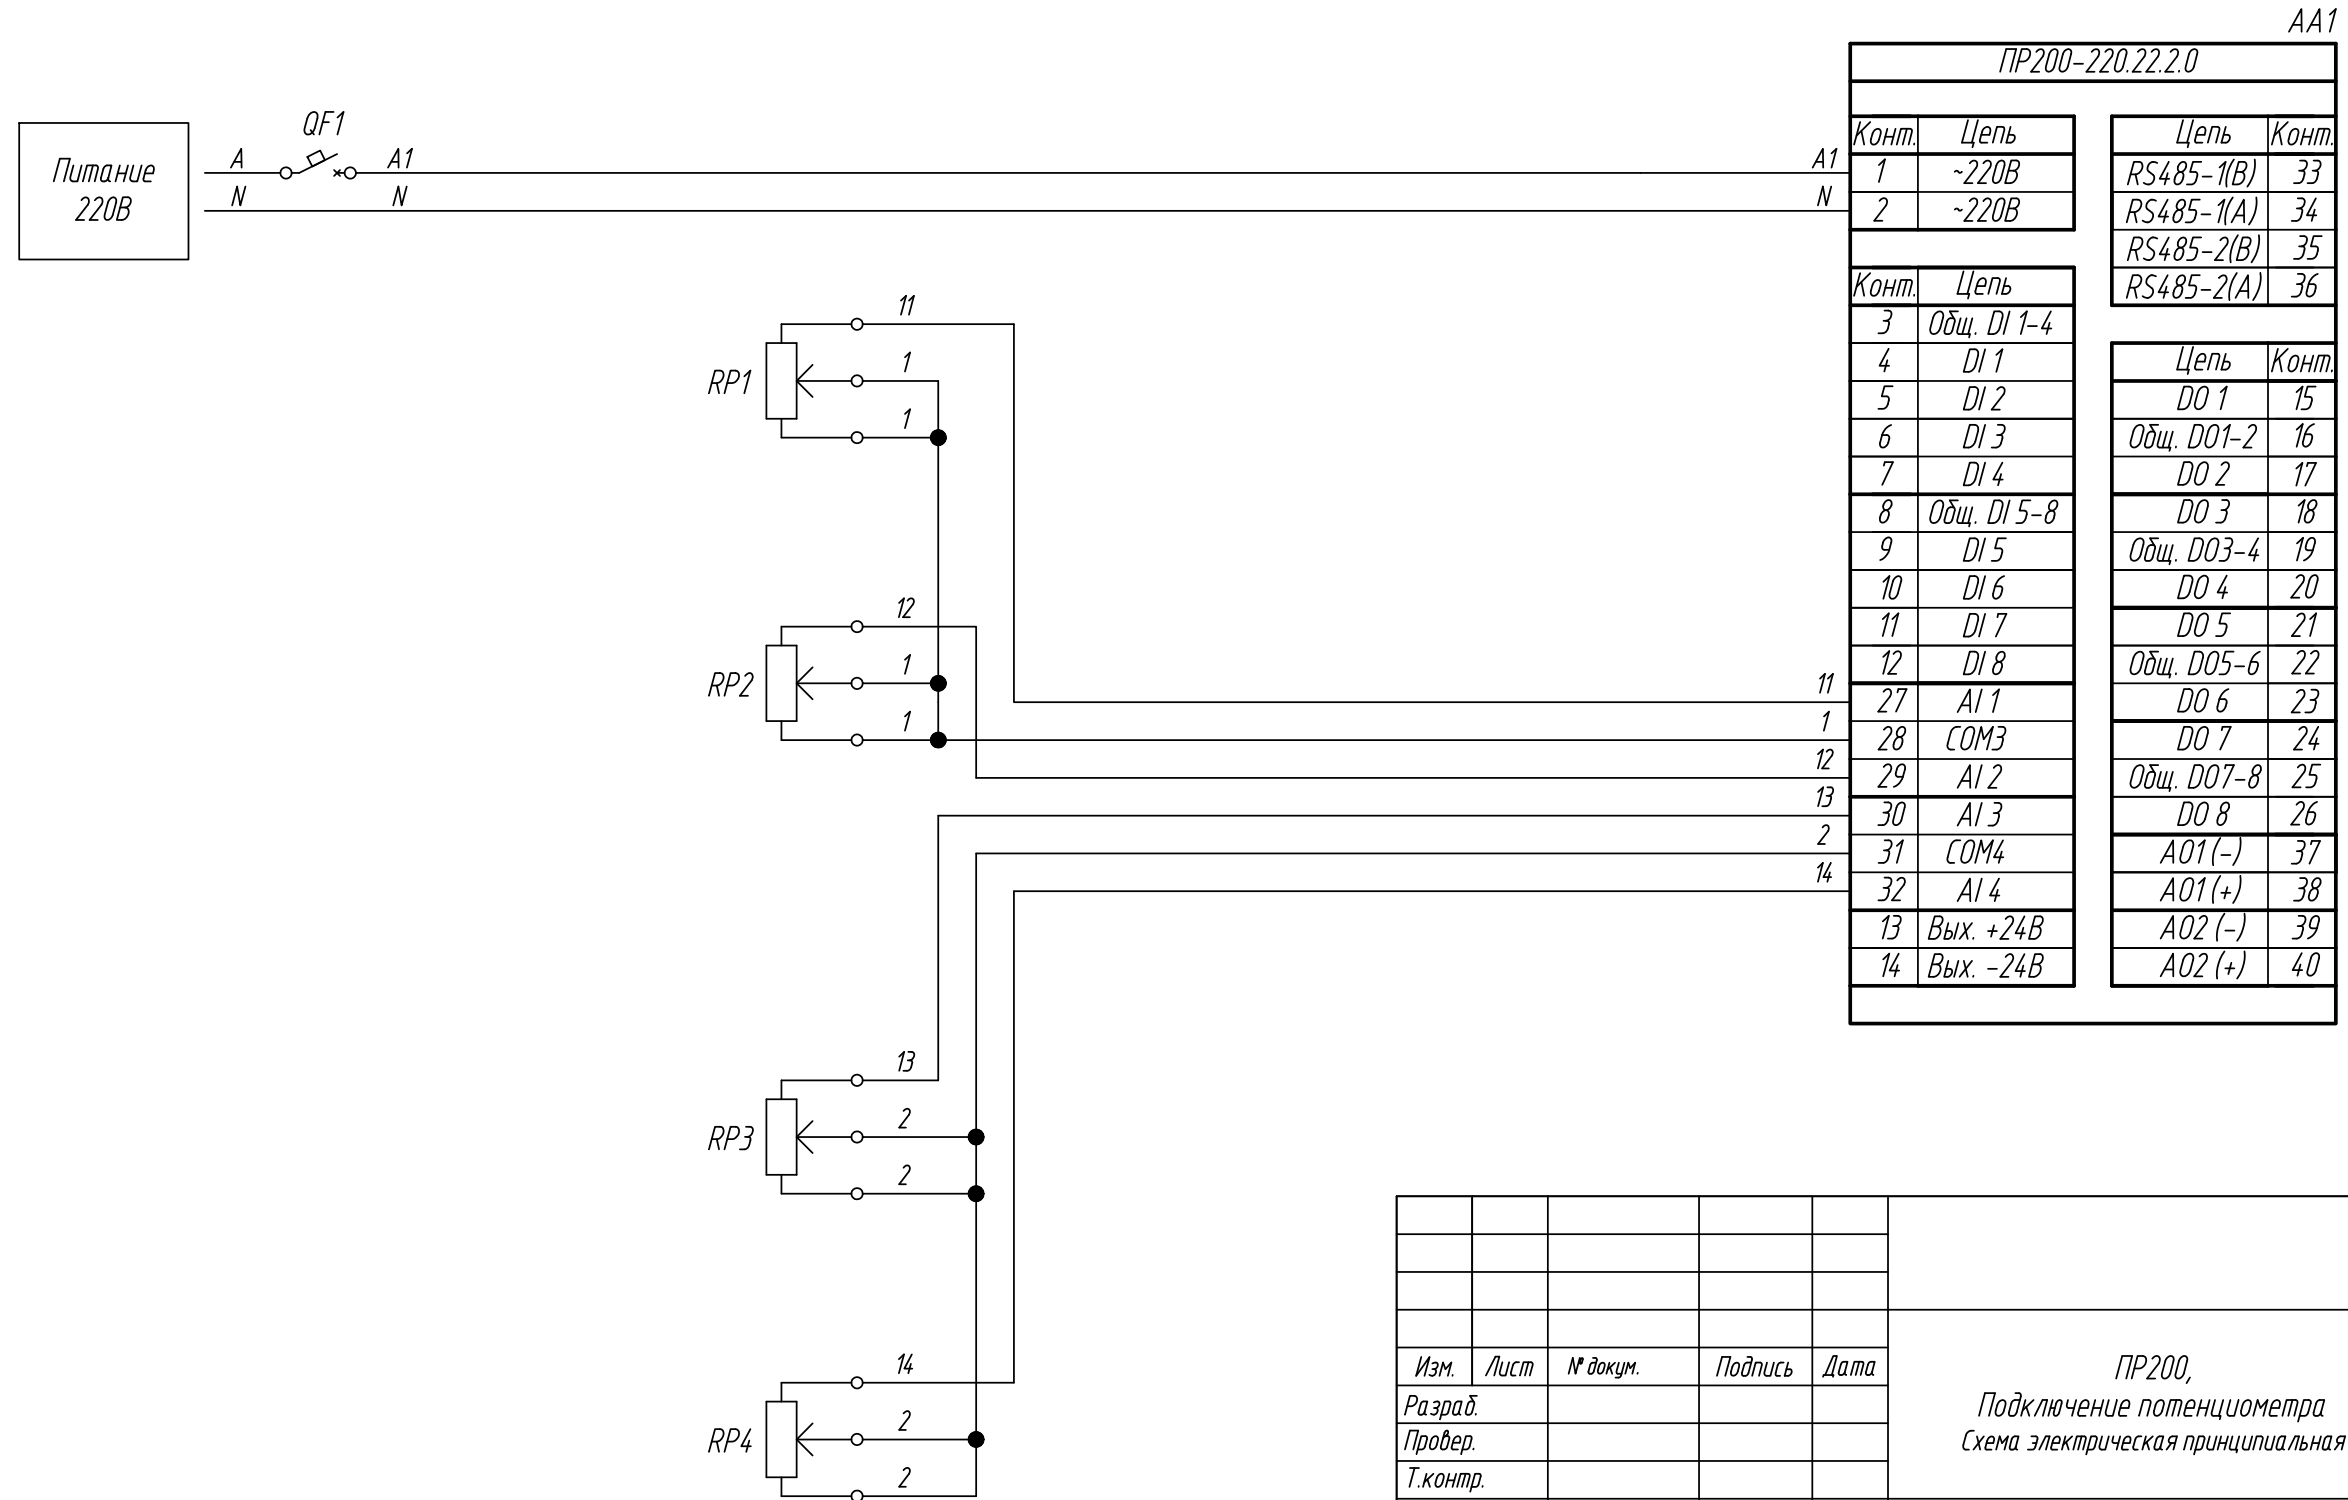 АА1
ПР200-220.22.2.0
Питание
220В
QF1
А
А1
N
N
А1
N
Конт. Цепь
1 ~220В
2 ~220В
Цепь Конт.
RS485-1(B) 33
RS485-1(A) 34
RS485-2(B) 35
RS485-2(A) 36
Конт. Цепь
3 Общ. DI 1-4
4 DI 1
5 DI 2
6 DI 3
7 DI 4
8 Общ. DI 5-8
9 DI 5
10 DI 6
11 DI 7
12 DI 8
27 AI 1
28 COM3
29 AI 2
30 AI 3
31 COM4
32 AI 4
13 Вых. +24В
14 Вых. -24В
Цепь Конт.
DO 1 15
Общ. DO1-2 16
DO 2 17
DO 3 18
Общ. DO3-4 19
DO 4 20
DO 5 21
Общ. DO5-6 22
DO 6 23
DO 7 24
Общ. DO7-8 25
DO 8 26
AO1 (-) 37
AO1 (+) 38
AO2 (-) 39
AO2 (+) 40
RP1
11
1
1
RP2
12
1
1
11
1
12
13
2
14
RP3
13
2
2
RP4
14
2
2
Изм. Лист № докум. Подпись Дата
Разраб.
Провер.
Т.контр.
ПР200,
Подключение потенциометра
Схема электрическая принципиальная